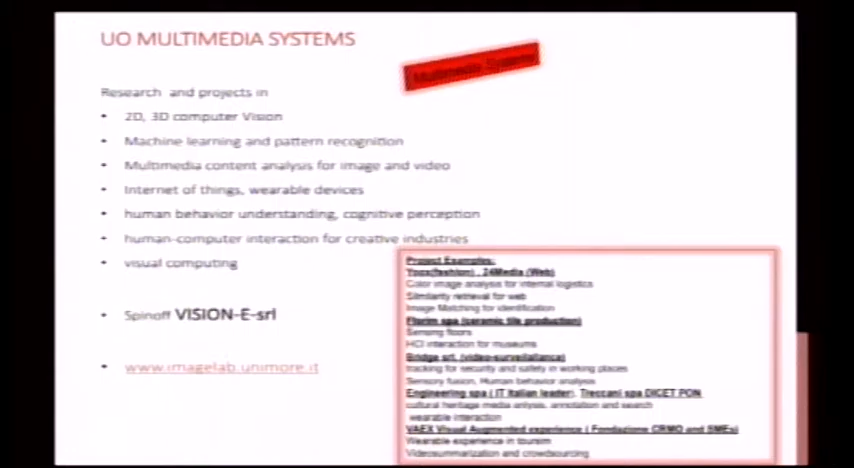 UO MULTIMEDIA SYSTEMS
Multimedia Systems
Research and projects in
• 2D, 3D computer Vision
• Machine learning and pattern recognition
• Multimedia content analysis for image and video
• Internet of things, wearable devices
• human behavior understanding, cognitive perception
• human-computer interaction for creative industries
• visual computing
• Spinoff VISION-E-srl
• www.imagelab.unimore.it
Project Examples:
Yoox(fashion) , 24Media (Web)
Color image analysis for internal logistics
Similarity retrieval for web
Image Matching for identification
Florim spa (ceramic tile production)
Sensing floors
HCI interaction for museums
Bridge srl. (video-surveillance)
tracking for security and safety in working places
Sensory fusion, Human behavior analysis
Engineering spa ( IT Italian leader), Treccani spa DICET PON
cultural heritage media anlysis, annotation and search
wearable interaction
VAEX Visual Augmented experience ( Fondazione CRMO and SMEs)
Wearable experience in tourism
Videosummarization and crowdsourcing